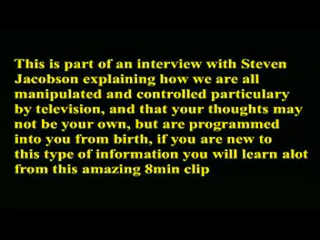 This is part of an interview with Steven
Jacobson explaining how we are all
manipulated and controlled particulary
by television, and that your thoughts may
not be your own, but are programmed
into you from birth, if you are new to
this type of information you will learn alot
from this amazing 8min clip